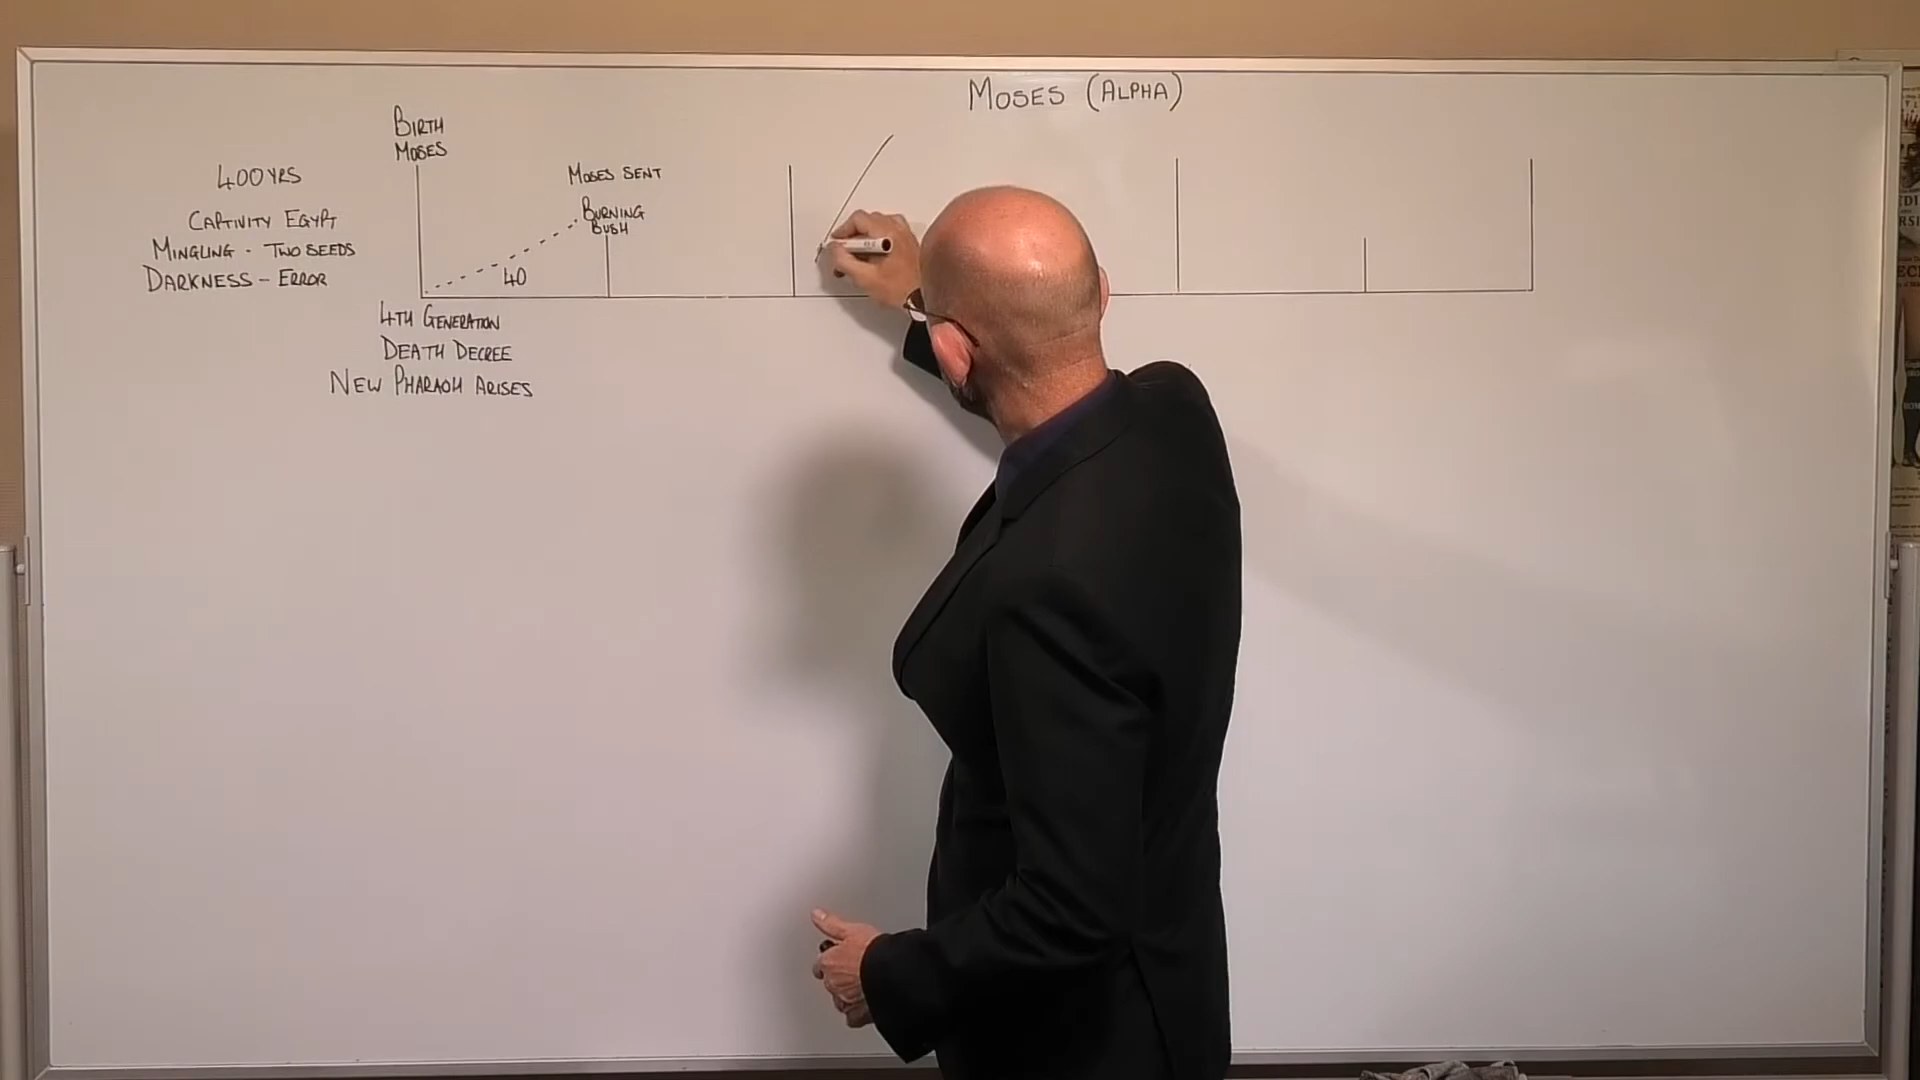 MOSES (ALPHA)
BIRTH
MOSES
400 YRS
CAPTIVITY EGYPT
MINGLING - TWO SEEDS
DARKNESS - ERROR
MOSES SENT
BURNING
BUSH
40
4TH GENERATION
DEATH DECREE
NEW PHARAOH ARISES